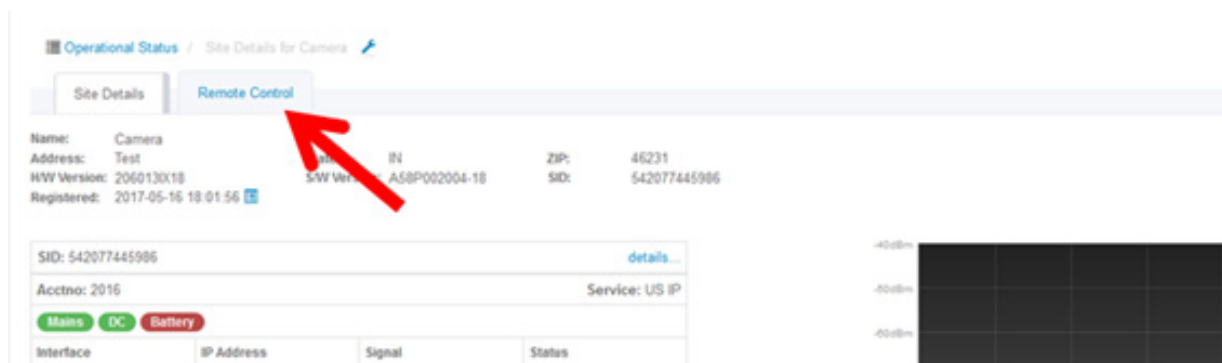 Operational Status / Site Details for Camera
Site Details Remote Control
Name: Camera
Address: Test IN ZIP: 46231
H/W Version: 206013IX18 S/W Version: A58P002004-18 SID: 542077445986
Registered: 2017-05-16 18:01:56
SID: 542077445986 details...
Acctno: 2016 Service: US IP
Mains DC Battery
Interface IP Address Signal Status
-40dBm
-50dBm
-60dBm